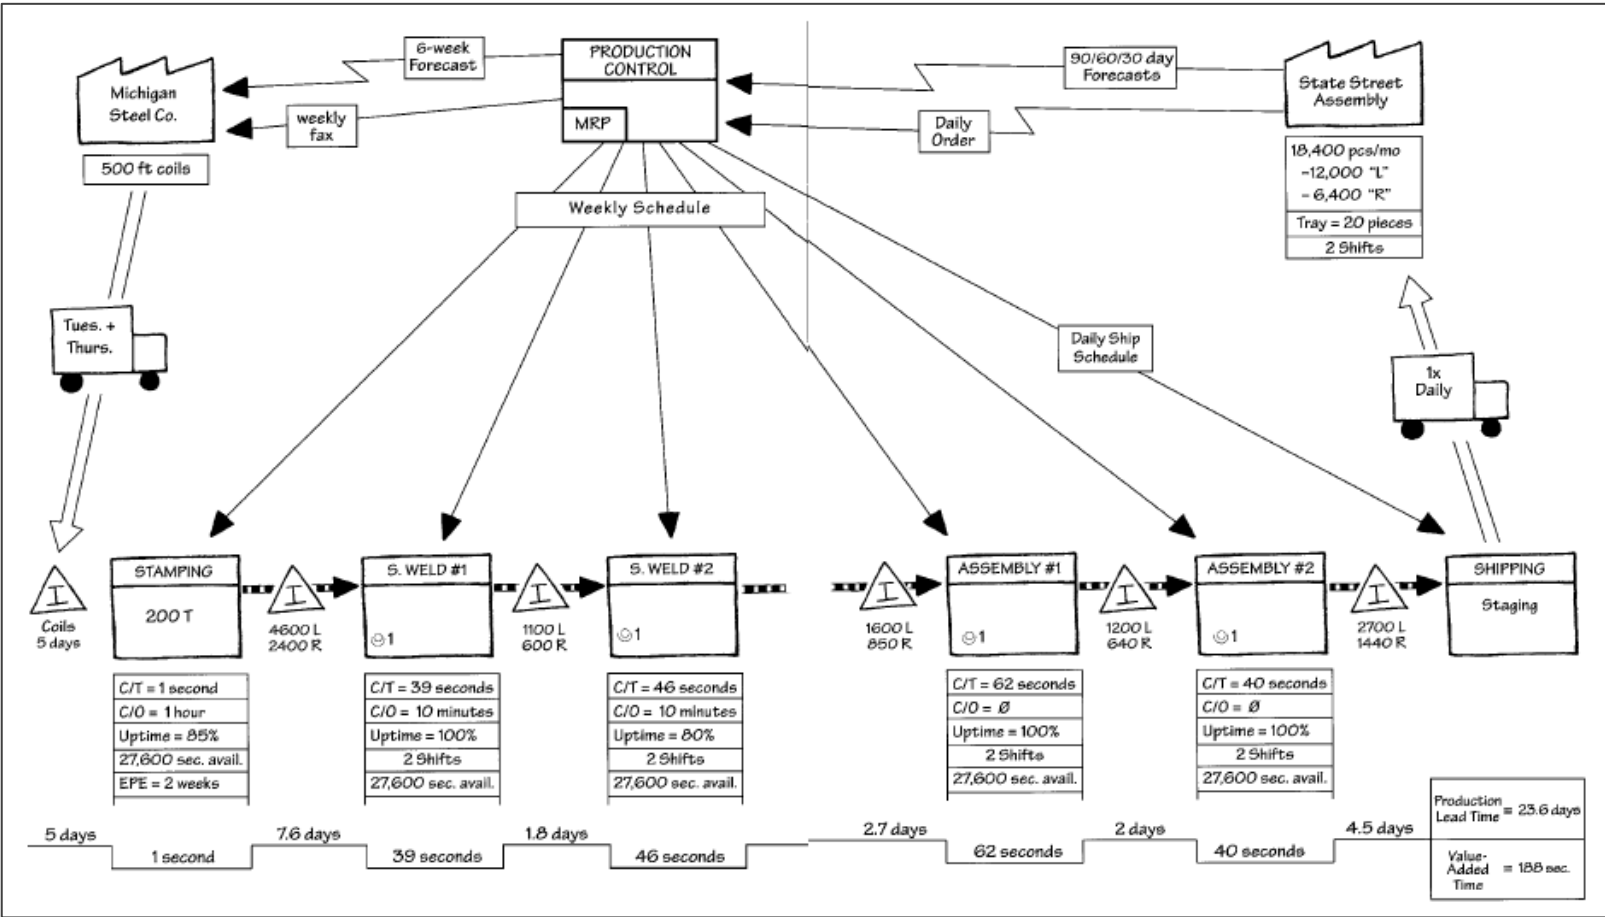 6-week
Forecast
PRODUCTION
CONTROL
MRP
90/60/30 day
Forecasts
State Street
Assembly
Michigan
Steel Co.
weekly
fax
Daily
Order
500 ft coils
18,400 pcs/mo
-12,000 "L"
- 6,400 "R"
Tray = 20 pieces
2 Shifts
Weekly Schedule
Tues. +
Thurs.
Daily Ship
Schedule
1x
Daily
I
Coils
5 days
STAMPING
200 T
I
4600 L
2400 R
S. WELD #1
1
I
1100 L
600 R
S. WELD #2
1
I
1600 L
850 R
ASSEMBLY #1
1
I
1200 L
640 R
ASSEMBLY #2
1
I
2700 L
1440 R
SHIPPING
Staging
C/T = 1 second
C/O = 1 hour
Uptime = 85%
27,600 sec. avail.
EPE = 2 weeks
C/T = 39 seconds
C/O = 10 minutes
Uptime = 100%
2 Shifts
27,600 sec. avail.
C/T = 46 seconds
C/O = 10 minutes
Uptime = 80%
2 Shifts
27,600 sec. avail.
C/T = 62 seconds
C/O = Ø
Uptime = 100%
2 Shifts
27,600 sec. avail.
C/T = 40 seconds
C/O = Ø
Uptime = 100%
2 Shifts
27,600 sec. avail.
5 days
1 second
7.6 days
39 seconds
1.8 days
46 seconds
2.7 days
62 seconds
2 days
40 seconds
4.5 days
Production
Lead Time = 23.6 days
Value-
Added = 188 sec.
Time